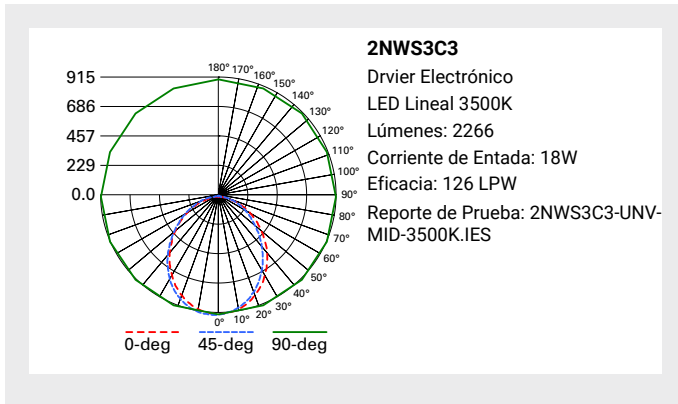 2NWS3C3
Drvier Electrónico
LED Lineal 3500K
Lúmenes: 2266
Corriente de Entada: 18W
Eficacia: 126 LPW
Reporte de Prueba: 2NWS3C3-UNV-
MID-3500K.IES
915
686
457
229
0.0
180°
170°
160°
150°
140°
130°
120°
110°
100°
90°
80°
70°
60°
50°
40°
30°
20°
10°
0°
0-deg
45-deg
90-deg